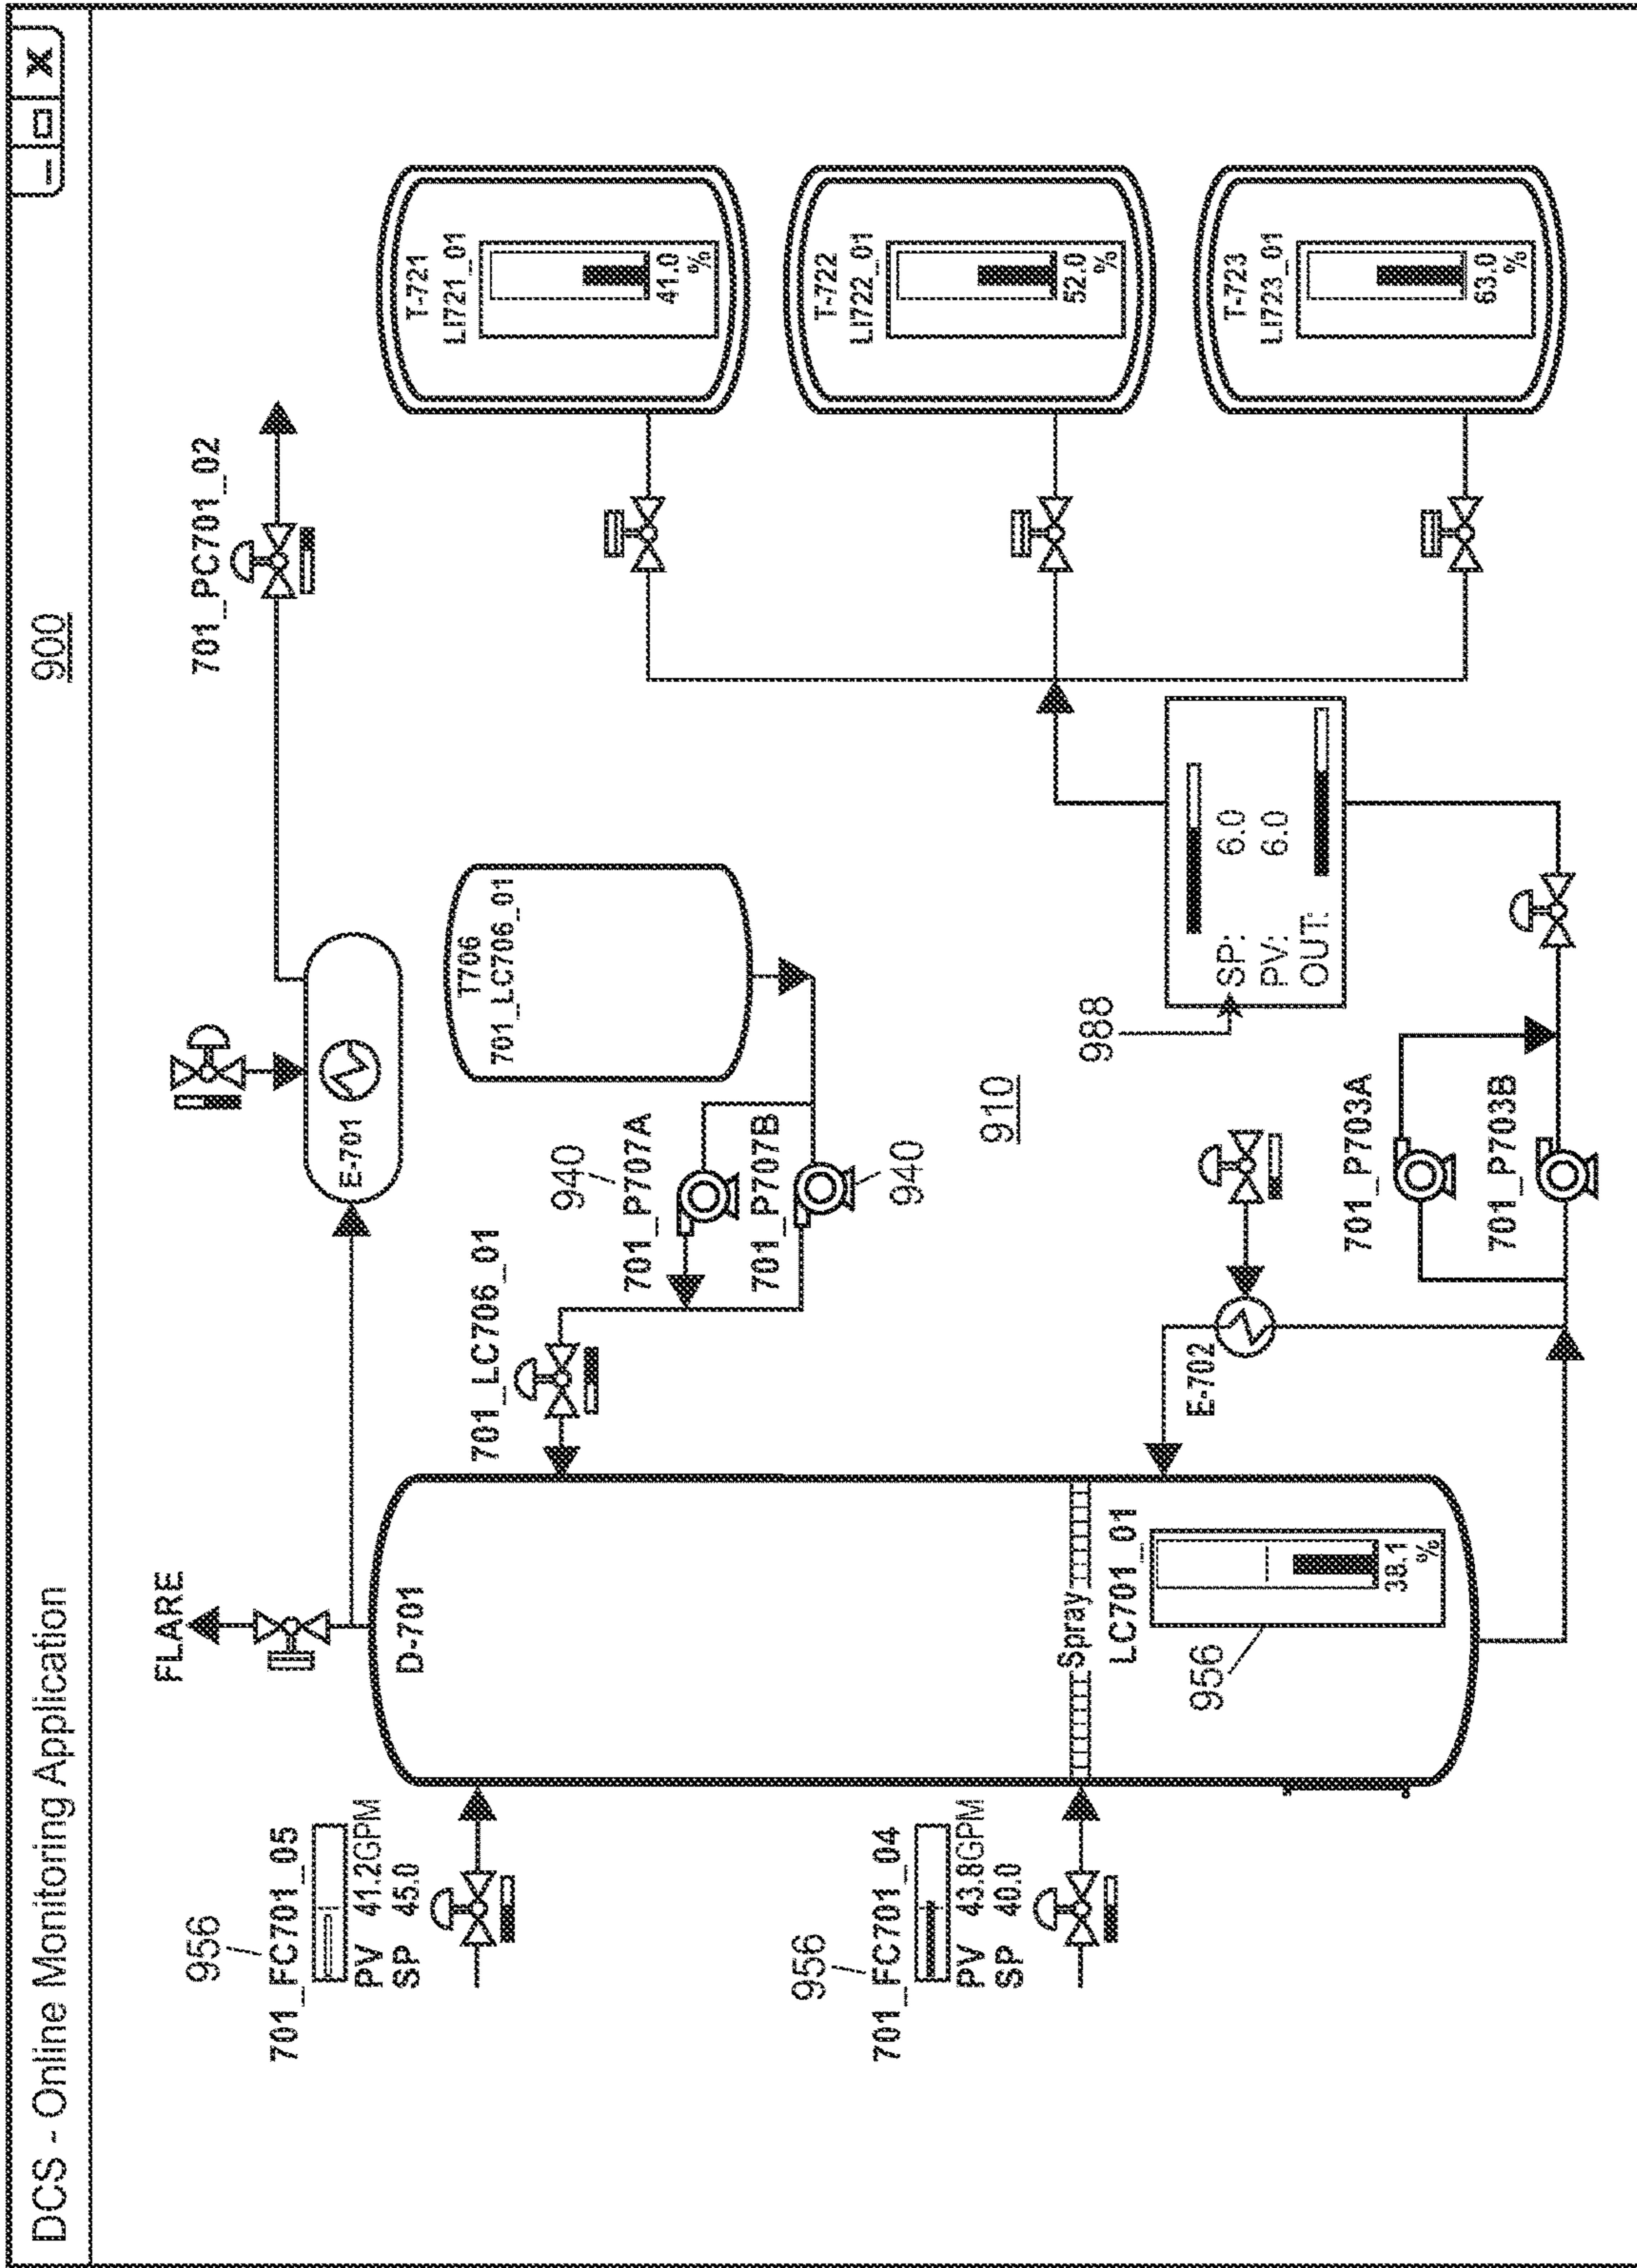 DCS - Online Monitoring Application
_ □ X
900
FLARE
701_PC701_02
E-701
956
701_FC701_05
PV 41.2GPM
SP 45.0
D-701
701_LC706_01
940
701_P707A
701_P707B
940
T706
701_LC706_01
T-721
LI721_01
41.0
%
956
701_FC701_04
PV 43.8GPM
SP 40.0
Spray
LC701_01
38.1
%
956
E-702
910
988
SP: 6.0
PV: 6.0
OUT:
T-722
LI722_01
52.0
%
701_P703A
701_P703B
T-723
LI723_01
63.0
%